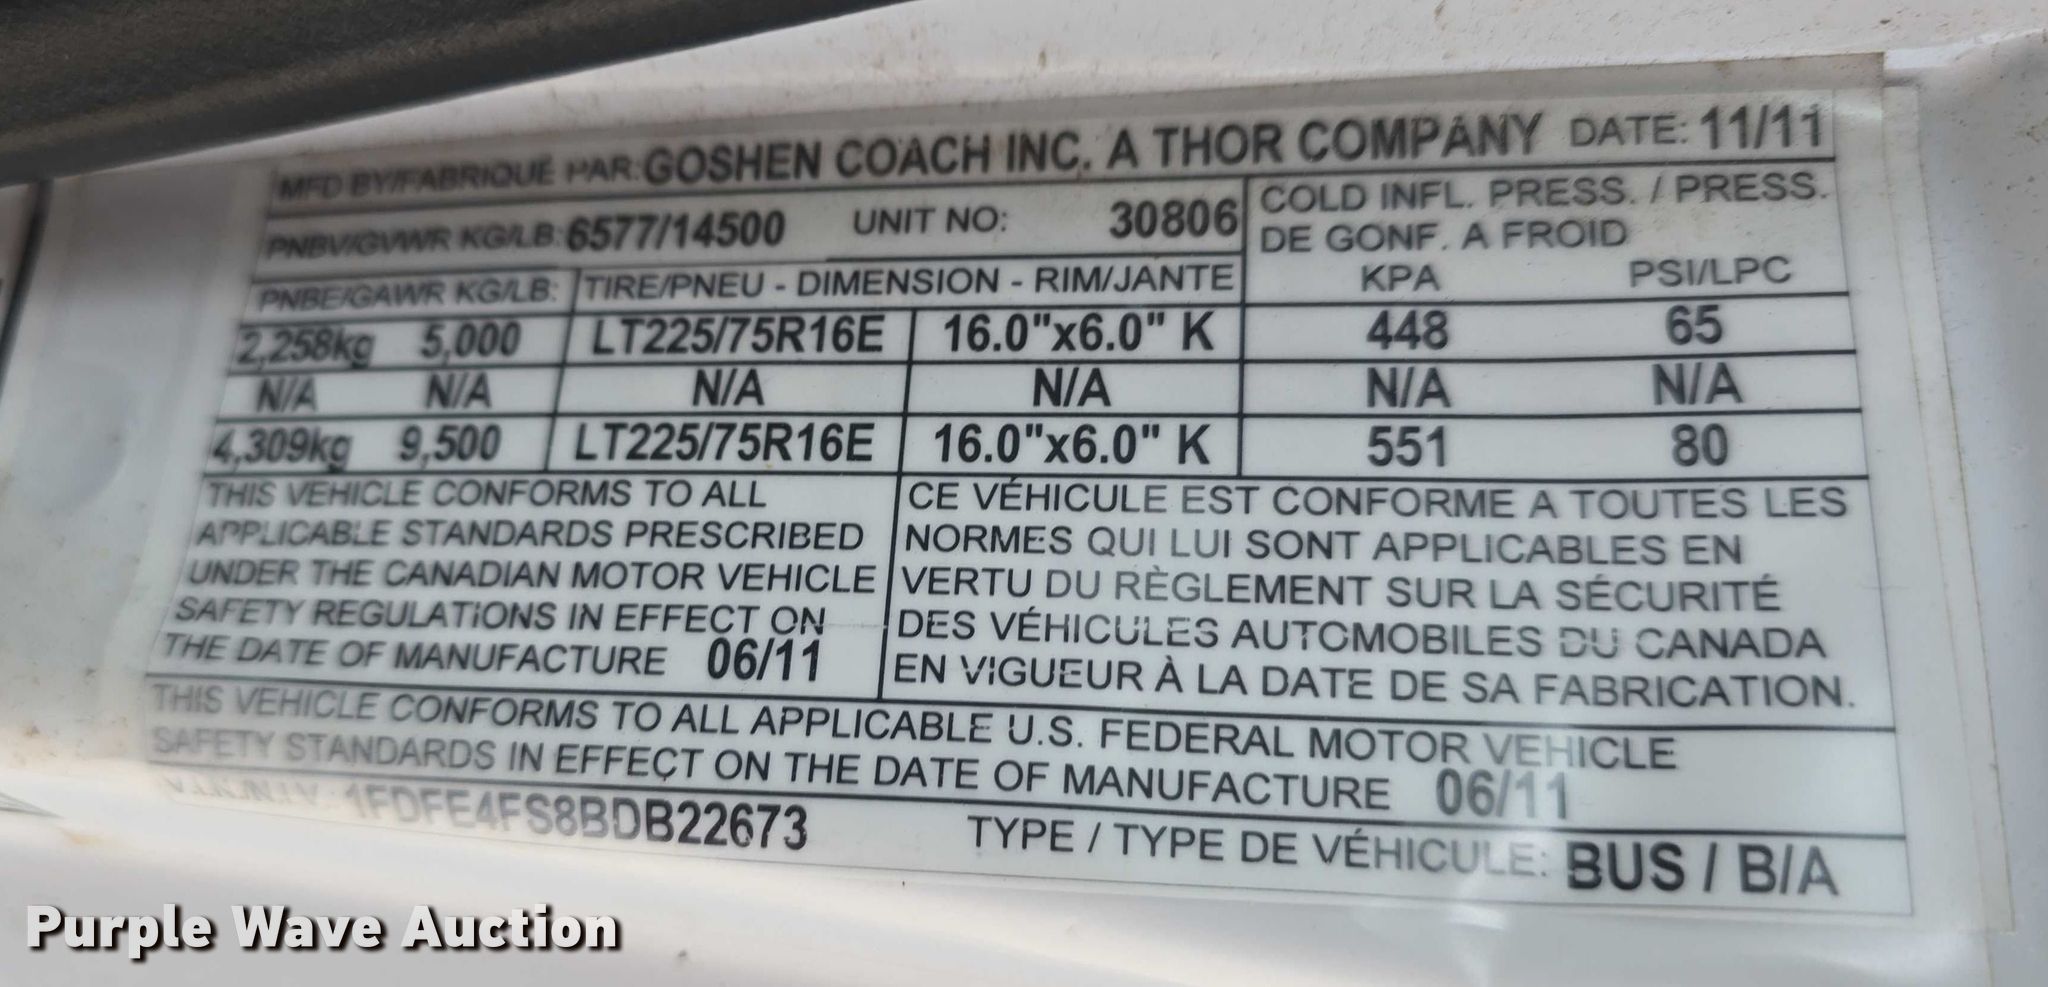 MFD BY/FABRIQUÉ PAR: GOSHEN COACH INC. A THOR COMPANY DATE: 11/11
PNBV/GVWR KG/LB: 6577/14500 UNIT NO: 30806
COLD INFL. PRESS. / PRESS.
DE GONF. A FROID
PNBE/GAWR KG/LB: TIRE/PNEU - DIMENSION - RIM/JANTE KPA PSI/LPC
2,258kg 5,000 LT225/75R16E 16.0"x6.0" K 448 65
N/A N/A N/A N/A N/A N/A
4,309kg 9,500 LT225/75R16E 16.0"x6.0" K 551 80
THIS VEHICLE CONFORMS TO ALL
APPLICABLE STANDARDS PRESCRIBED
UNDER THE CANADIAN MOTOR VEHICLE
SAFETY REGULATIONS IN EFFECT ON
THE DATE OF MANUFACTURE 06/11
CE VÉHICULE EST CONFORME A TOUTES LES
NORMES QUI LUI SONT APPLICABLES EN
VERTU DU RÈGLEMENT SUR LA SÉCURITÉ
DES VÉHICULES AUTOMOBILES DU CANADA
EN VIGUEUR À LA DATE DE SA FABRICATION.
THIS VEHICLE CONFORMS TO ALL APPLICABLE U.S. FEDERAL MOTOR VEHICLE
SAFETY STANDARDS IN EFFECT ON THE DATE OF MANUFACTURE 06/11
1FDFE4FS8BDB22673 TYPE / TYPE DE VÉHICULE: BUS / B/A
Purple Wave Auction